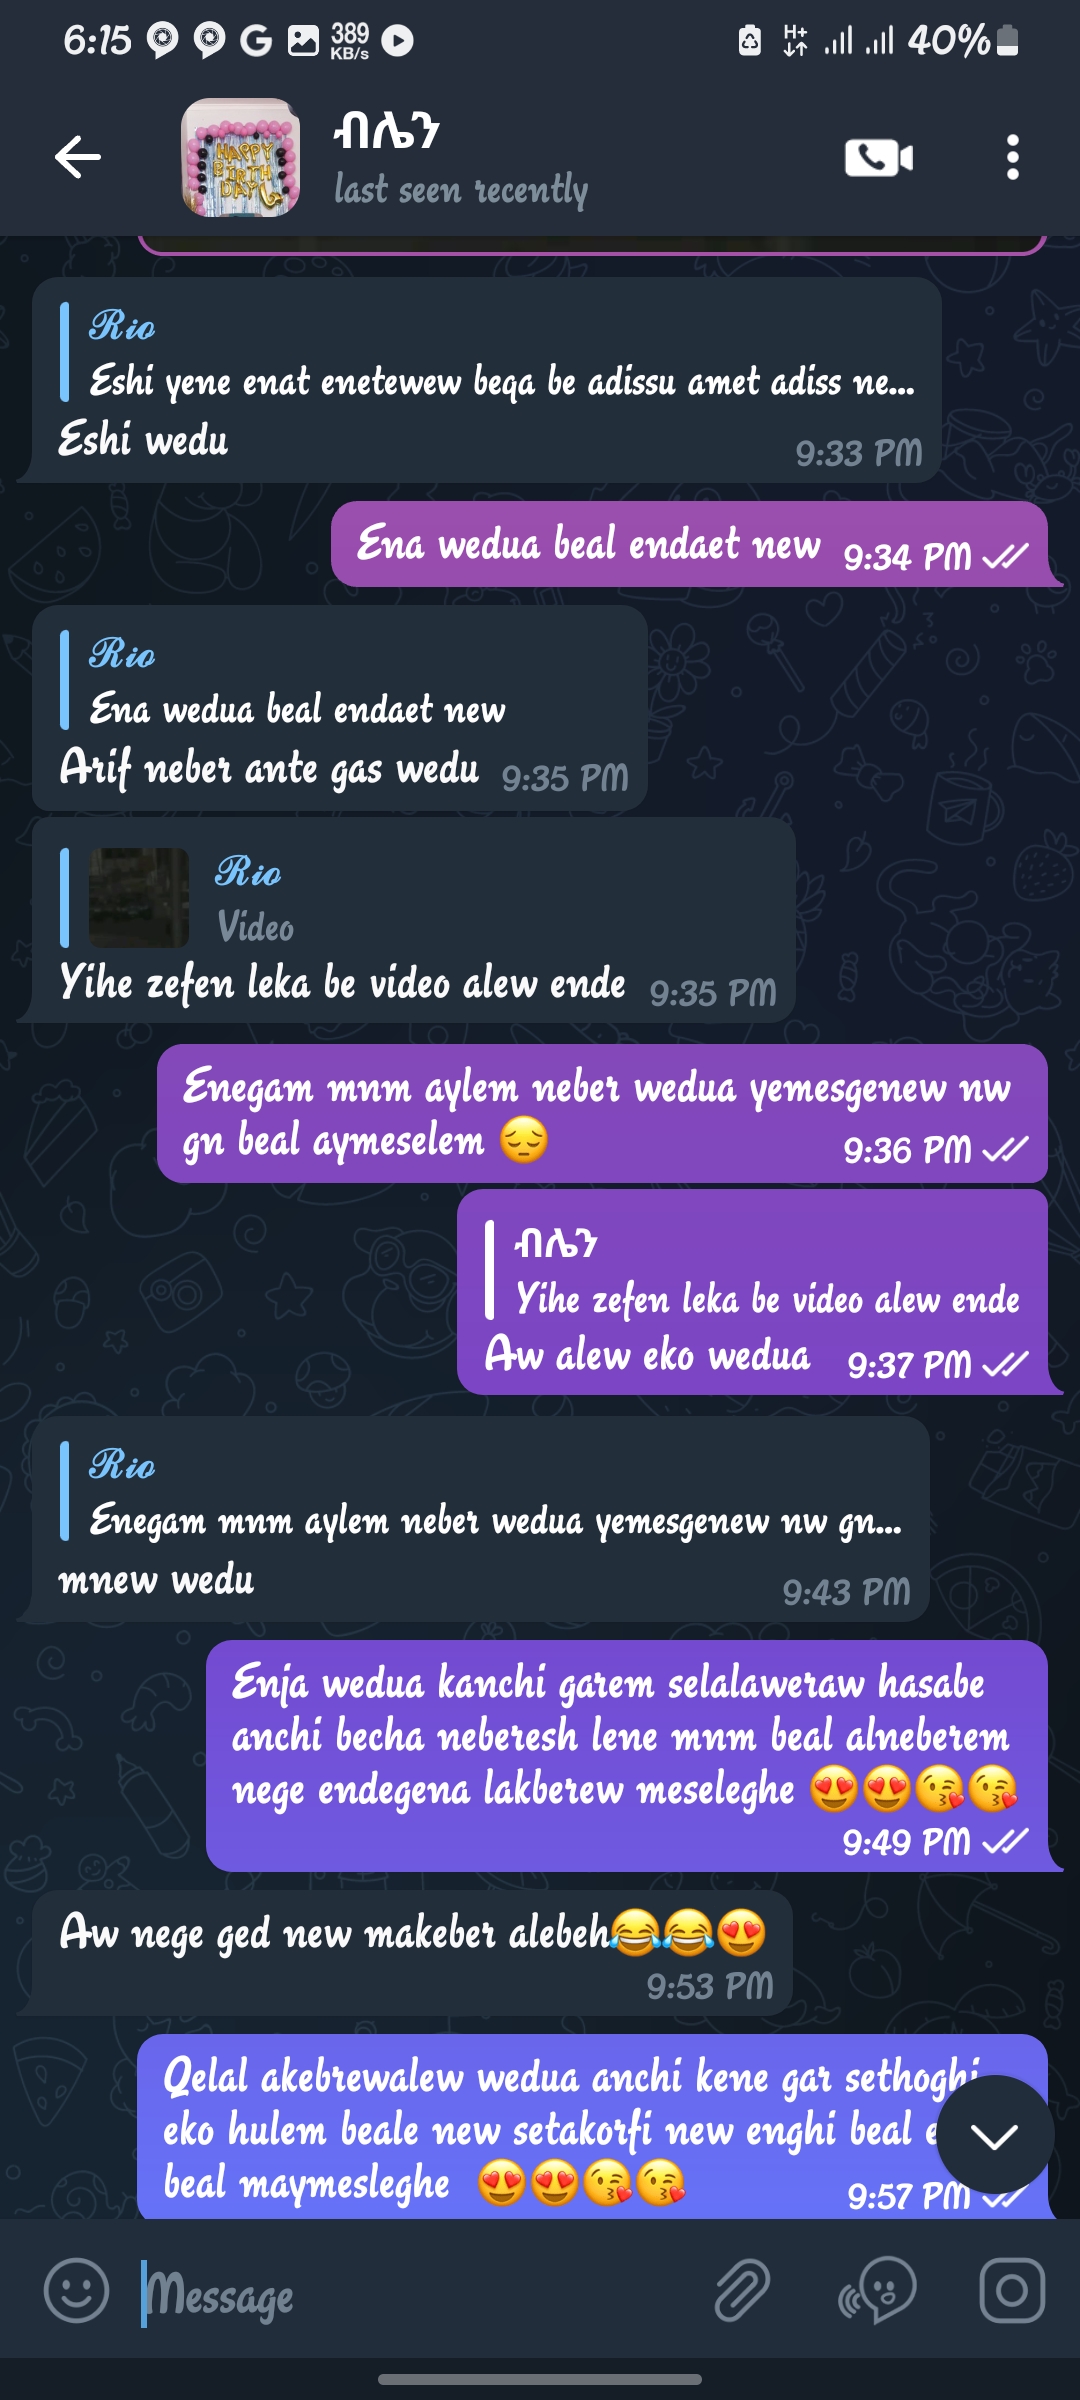 6:15
389
KB/s
H+
40%
HAPPY
BIRTH
DAY
ብሌን
last seen recently
Rio
Eshi yene enat enetewew beqa be adissu amet adiss ne...
Eshi wedu
9:33 PM
Ena wedua beal endaet new 9:34 PM
Rio
Ena wedua beal endaet new
Arif neber ante gas wedu 9:35 PM
Rio
Video
Yihe zefen leka be video alew ende 9:35 PM
Enegam mnm aylem neber wedua yemesgenew nw
gn beal aymeselem 😔 9:36 PM
ብሌን
Yihe zefen leka be video alew ende
Aw alew eko wedua 9:37 PM
Rio
Enegam mnm aylem neber wedua yemesgenew nw gn...
mnew wedu
9:43 PM
Enja wedua kanchi garem selalaweraw hasabe
anchi becha neberesh lene mnm beal alneberem
nege endegena lakberew meseleghe 😍😍😘😘
9:49 PM
Aw nege ged new makeber alebeh😂😂😍
9:53 PM
Qelal akebrewalew wedua anchi kene gar sethoghi
eko hulem beale new setakorfi new enghi beal
beal maymesleghe 😍😍😘😘 9:57 PM
Message